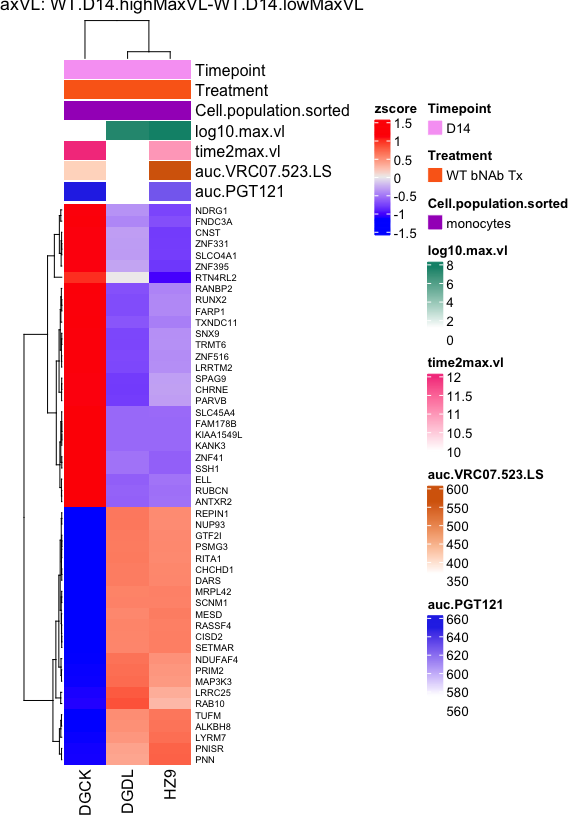 axVL: WT.D14.highMaxVL-WT.D14.lowMaxVL
Timepoint
Treatment
Cell.population.sorted
log10.max.vl
time2max.vl
auc.VRC07.523.LS
auc.PGT121
NDRG1
FNDC3A
CNST
ZNF331
SLCO4A1
ZNF395
RTN4RL2
RANBP2
RUNX2
FARP1
TXNDC11
SNX9
TRMT6
ZNF516
LRRTM2
SPAG9
CHRNE
PARVB
SLC45A4
FAM178B
KIAA1549L
KANK3
ZNF41
SSH1
ELL
RUBCN
ANTXR2
REPIN1
NUP93
GTF2I
PSMG3
RITA1
CHCHD1
DARS
MRPL42
SCNM1
MESD
RASSF4
CISD2
SETMAR
NDUFAF4
PRIM2
MAP3K3
LRRC25
RAB10
TUFM
ALKBH8
LYRM7
PNISR
PNN
DGCK
DGDL
HZ9
zscore
1.5
1
0.5
0
-0.5
-1
-1.5
Timepoint
D14
Treatment
WT bNAb Tx
Cell.population.sorted
monocytes
log10.max.vl
8
6
4
2
0
time2max.vl
12
11.5
11
10.5
10
auc.VRC07.523.LS
600
550
500
450
400
350
auc.PGT121
660
640
620
600
580
560